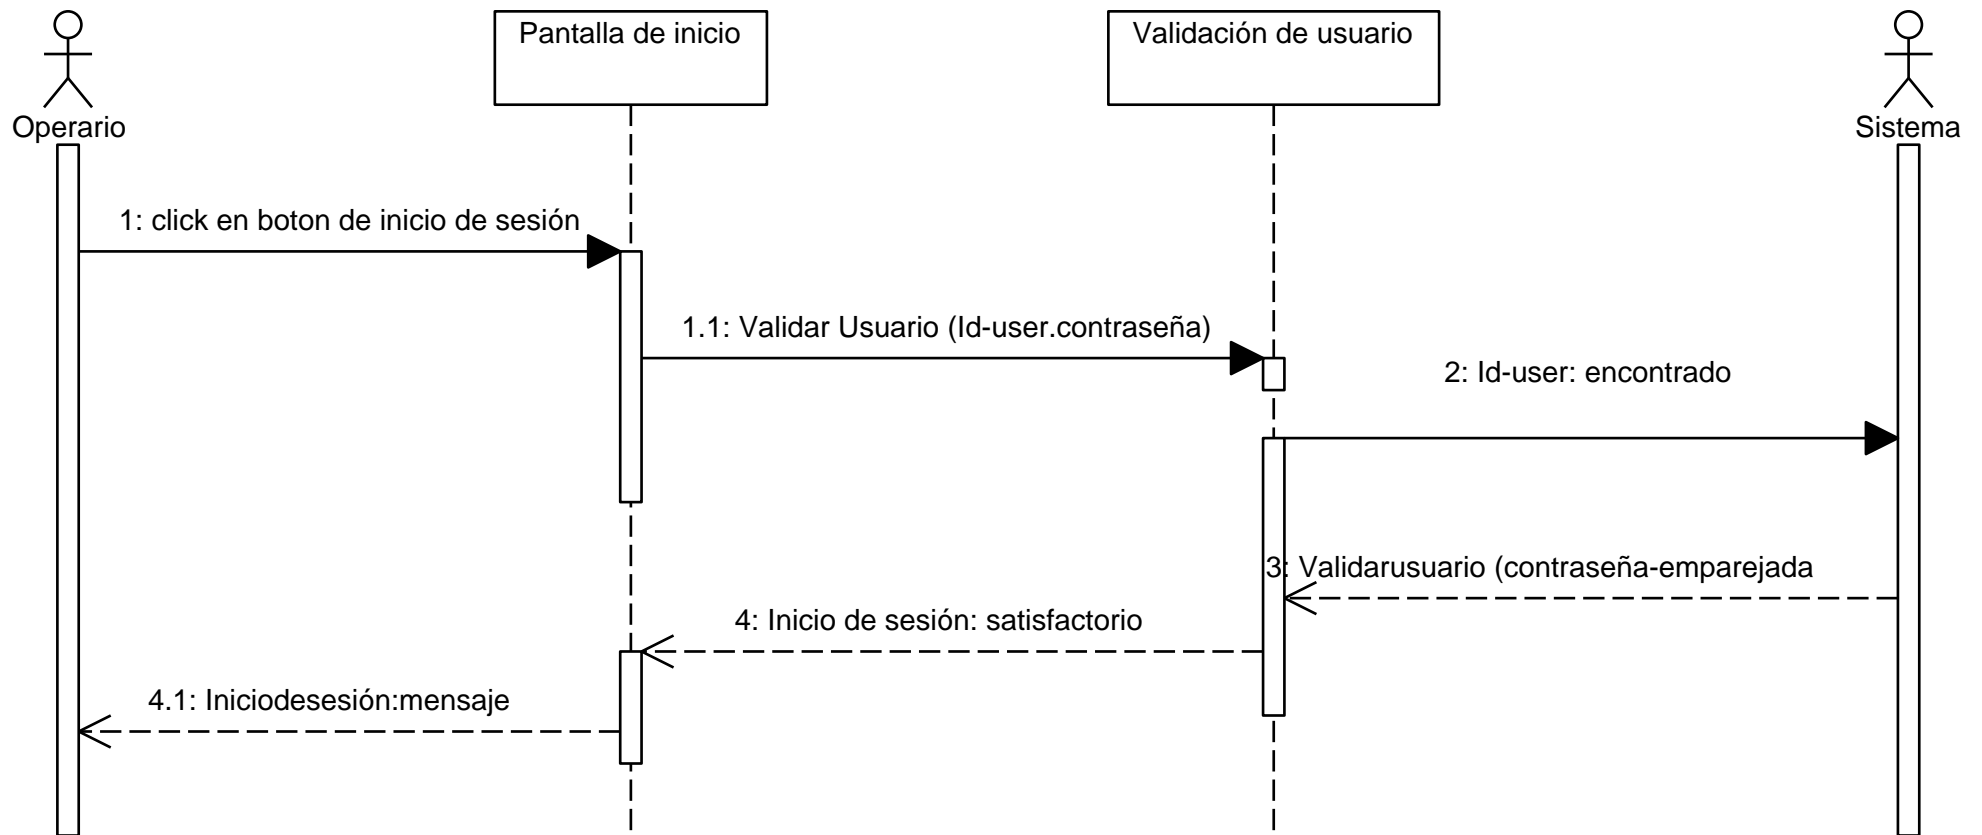 Pantalla de inicio
Validación de usuario
Operario
Sistema
1: click en boton de inicio de sesión
1.1: Validar Usuario (Id-user.contraseña)
2: Id-user: encontrado
3: Validarusuario (contraseña-emparejada
4: Inicio de sesión: satisfactorio
4.1: Iniciodesesión:mensaje